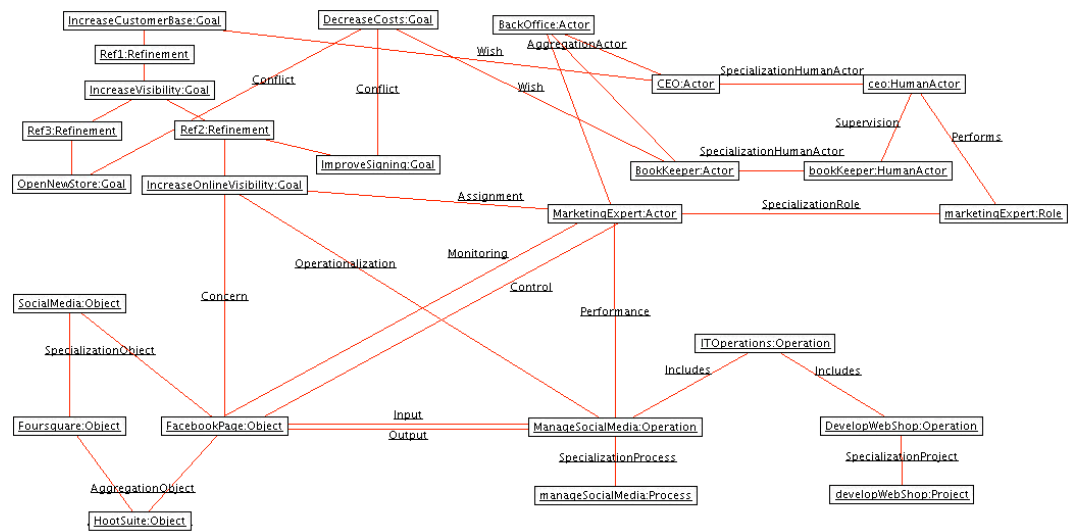 IncreaseCustomerBase:Goal
DecreaseCosts:Goal
BackOffice:Actor
AggregationActor
Ref1:Refinement
Wish
SpecializationHumanActor
Conflict
Conflict
Wish
CEO:Actor
ceo:HumanActor
IncreaseVisibility:Goal
Ref3:Refinement
Ref2:Refinement
Supervision
Performs
ImproveSigning:Goal
SpecializationHumanActor
OpenNewStore:Goal
IncreaseOnlineVisibility:Goal
BookKeeper:Actor
bookKeeper:HumanActor
Assignment
SpecializationRole
MarketingExpert:Actor
marketingExpert:Role
Monitoring
Operationalization
Control
Concern
SocialMedia:Object
Performance
SpecializationObject
ITOperations:Operation
Includes
Includes
Input
Foursquare:Object
FacebookPage:Object
Output
ManageSocialMedia:Operation
DevelopWebShop:Operation
SpecializationProcess
SpecializationProject
AggregationObject
manageSocialMedia:Process
developWebShop:Project
HootSuite:Object